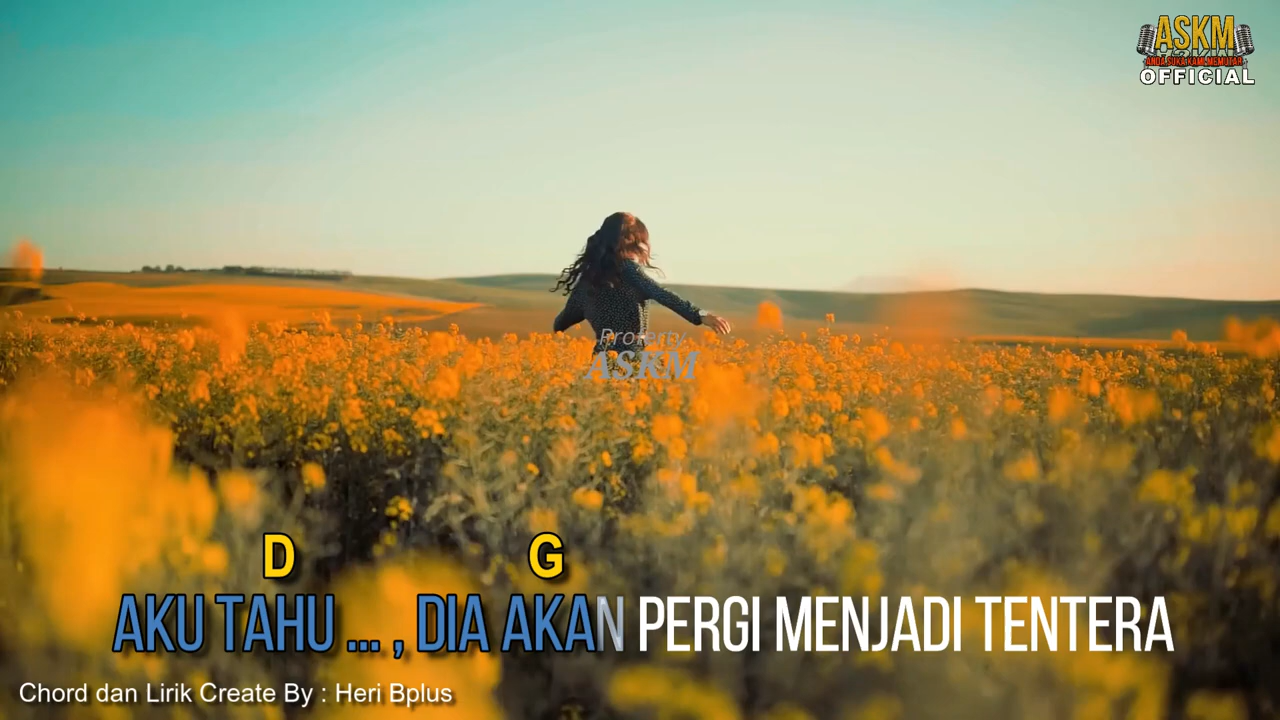 ASKM
ANDA SUKA KAMI MEMUTAR
OFFICIAL
Property
ASKM
D G
AKU TAHU ... , DIA AKAN PERGI MENJADI TENTERA
Chord dan Lirik Create By : Heri Bplus